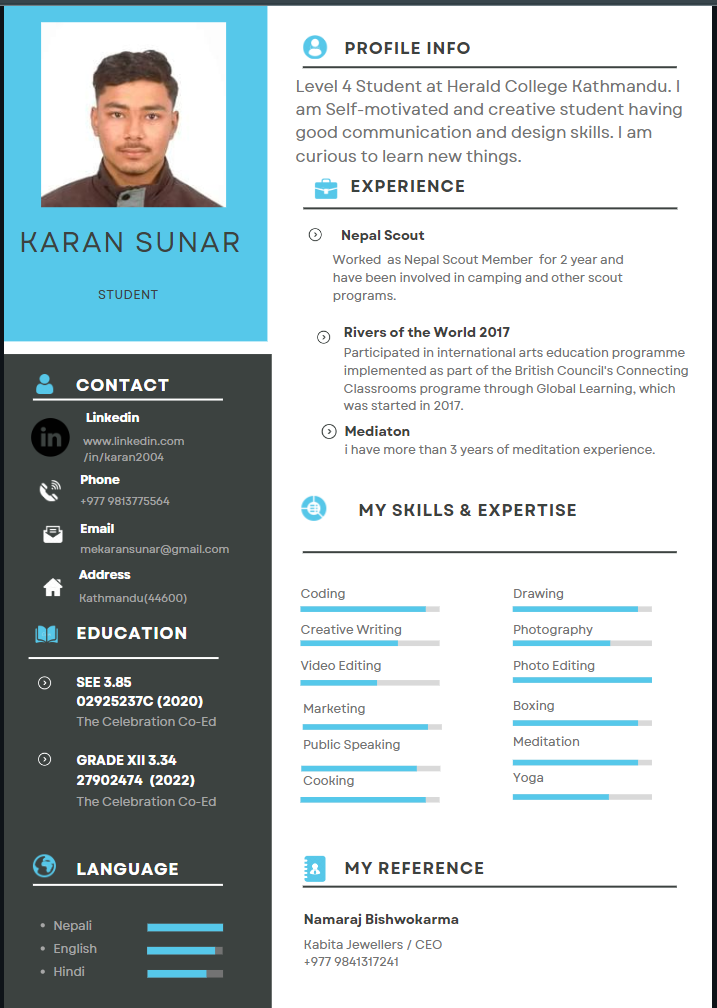 KARAN SUNAR
STUDENT
CONTACT
Linkedin
in
www.linkedin.com
/in/karan2004
Phone
+977 9813775564
Email
mekaransunar@gmail.com
Address
Kathmandu(44600)
EDUCATION
SEE 3.85
02925237C (2020)
The Celebration Co-Ed
GRADE XII 3.34
27902474  (2022)
The Celebration Co-Ed
LANGUAGE
• Nepali
• English
• Hindi
PROFILE INFO
Level 4 Student at Herald College Kathmandu. I
am Self-motivated and creative student having
good communication and design skills. I am
curious to learn new things.
EXPERIENCE
Nepal Scout
Worked  as Nepal Scout Member  for 2 year and
have been involved in camping and other scout
programs.
Rivers of the World 2017
Participated in international arts education programme
implemented as part of the British Council's Connecting
Classrooms programe through Global Learning, which
was started in 2017.
Mediaton
i have more than 3 years of meditation experience.
MY SKILLS & EXPERTISE
Coding
Creative Writing
Video Editing
Marketing
Public Speaking
Cooking
Drawing
Photography
Photo Editing
Boxing
Meditation
Yoga
MY REFERENCE
Namaraj Bishwokarma
Kabita Jewellers / CEO
+977 9841317241